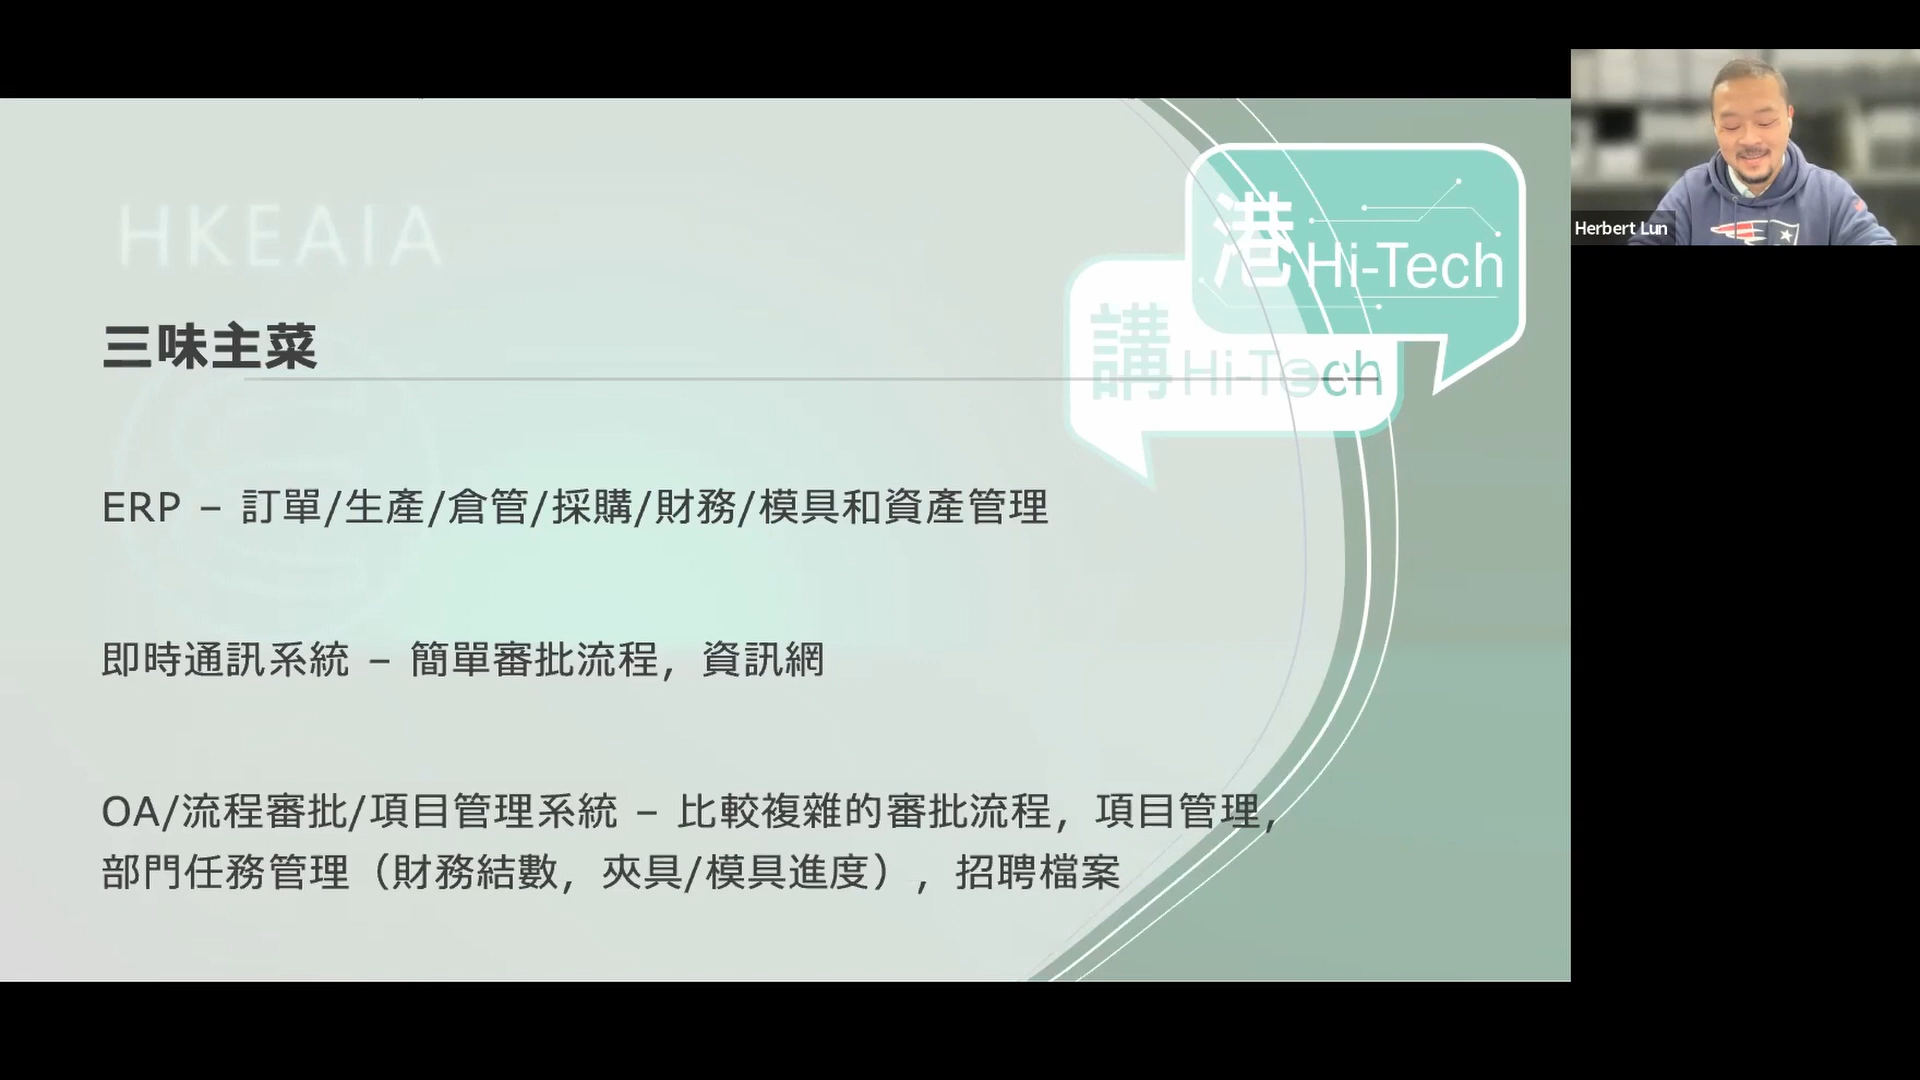 HKEAIA
港 Hi-Tech
講 Hi-Tech
三味主菜
ERP – 訂單/生產/倉管/採購/財務/模具和資產管理
即時通訊系統 – 簡單審批流程，資訊網
OA/流程審批/項目管理系統 – 比較複雜的審批流程，項目管理，
部門任務管理（財務結數，夾具/模具進度），招聘檔案
Herbert Lun